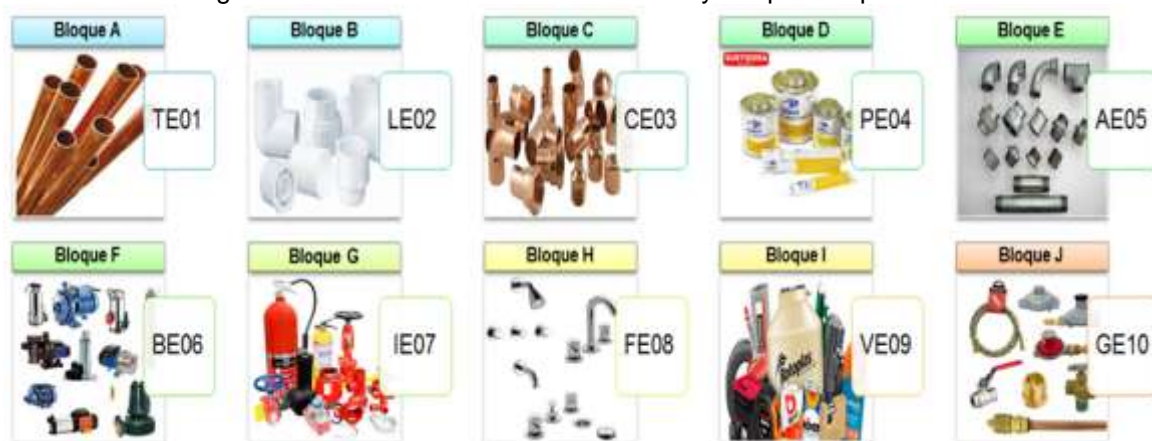 Bloque A
TE01
Bloque B
LE02
Bloque C
CE03
Bloque D
PE04
Bloque E
AE05
Bloque F
BE06
Bloque G
IE07
Bloque H
FE08
Bloque I
VE09
Bloque J
GE10